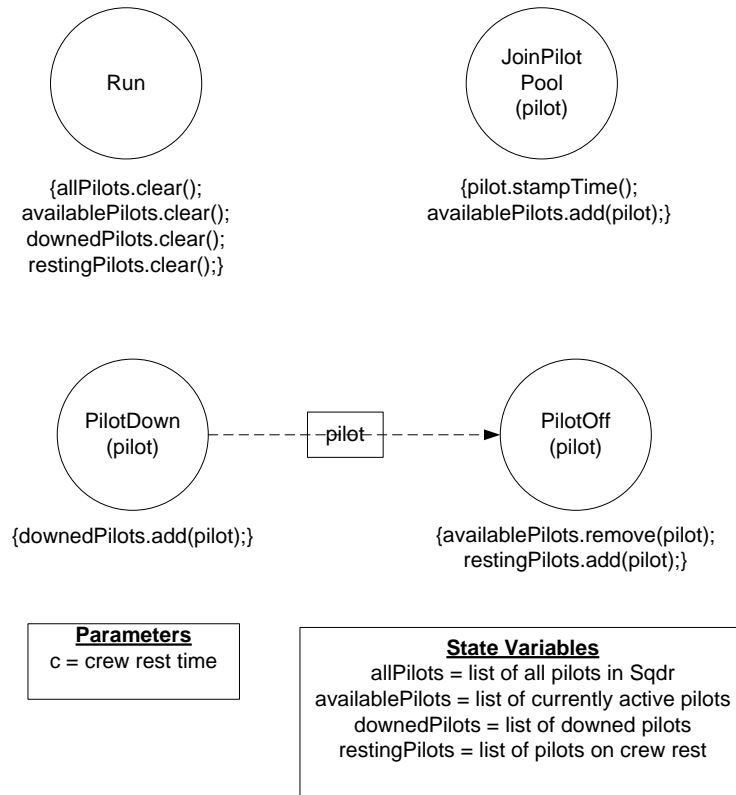 Run
JoinPilot
Pool
(pilot)
{allPilots.clear();
availablePilots.clear();
downedPilots.clear();
restingPilots.clear();}
{pilot.stampTime();
availablePilots.add(pilot);}
PilotDown
(pilot)
pilot
PilotOff
(pilot)
{downedPilots.add(pilot);}
{availablePilots.remove(pilot);
restingPilots.add(pilot);}
Parameters
c = crew rest time
State Variables
allPilots = list of all pilots in Sqdr
availablePilots = list of currently active pilots
downedPilots = list of downed pilots
restingPilots = list of pilots on crew rest